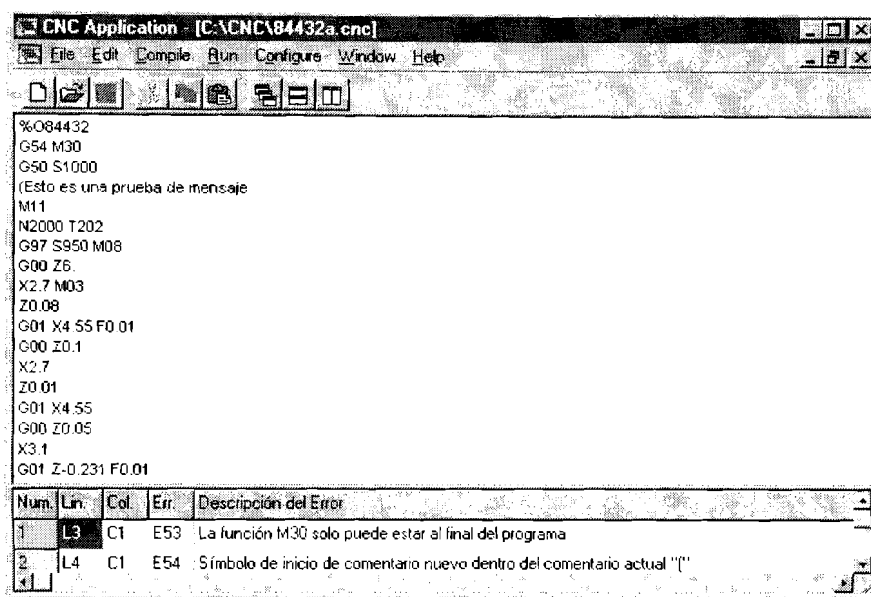 CNC Application - [C:\CNC\84432a.cnc]
File Edit Compile Run Configure Window Help
%O84432
G54 M30
G50 S1000
(Esto es una prueba de mensaje
M11
N2000 T202
G97 S950 M08
G00 Z6.
X2.7 M03
Z0.08
G01 X4.55 F0.01
G00 Z0.1
X2.7
Z0.01
G01 X4.55
G00 Z0.05
X3.1
G01 Z-0.231 F0.01
Num. Lin. Col. Err. Descripción del Error
1 L3 C1 E53 La función M30 solo puede estar al final del programa
2 L4 C1 E54 Símbolo de inicio de comentario nuevo dentro del comentario actual "("